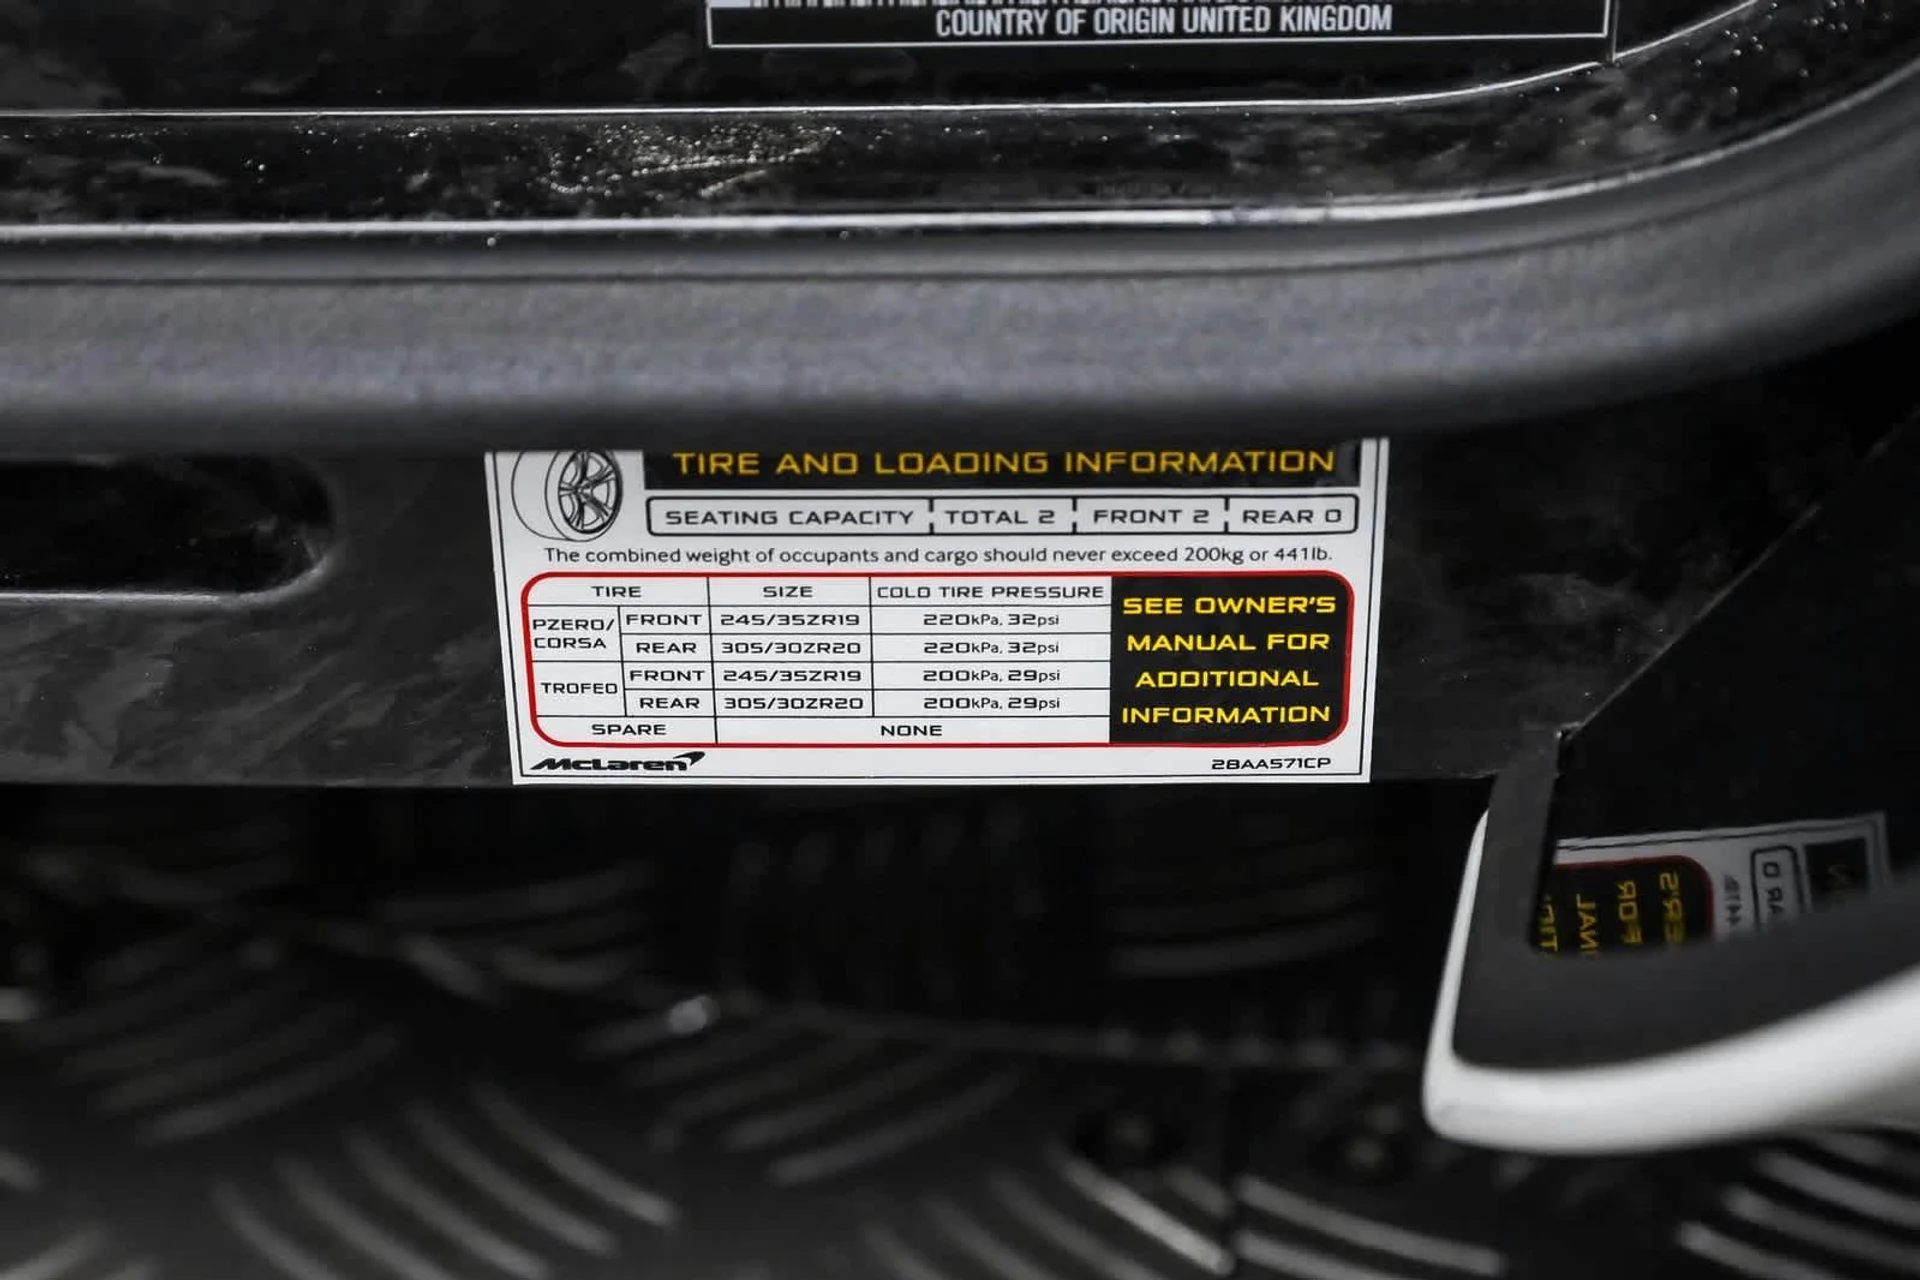 COUNTRY OF ORIGIN UNITED KINGDOM
TIRE AND LOADING INFORMATION
SEATING CAPACITY TOTAL 2 FRONT 2 REAR 0
The combined weight of occupants and cargo should never exceed 200kg or 441lb.
TIRE SIZE COLD TIRE PRESSURE
PZERO/CORSA FRONT 245/35ZR19 220kPa, 32psi
REAR 305/30ZR20 220kPa, 32psi
TROFEO FRONT 245/35ZR19 200kPa, 29psi
REAR 305/30ZR20 200kPa, 29psi
SPARE NONE
SEE OWNER'S
MANUAL FOR
ADDITIONAL
INFORMATION
McLaren 28AA571CP